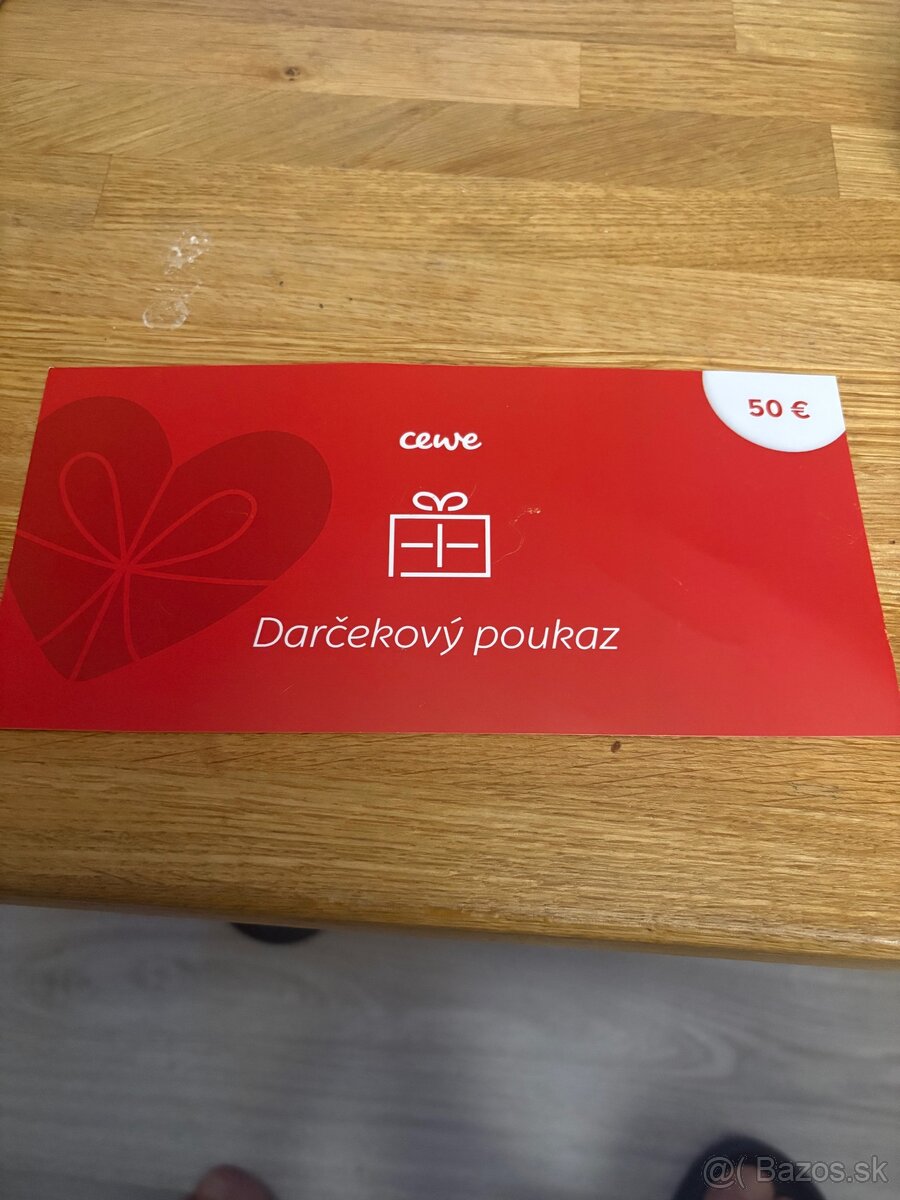 50 €
cewe
Darčekový poukaz
@( Bazos.sk